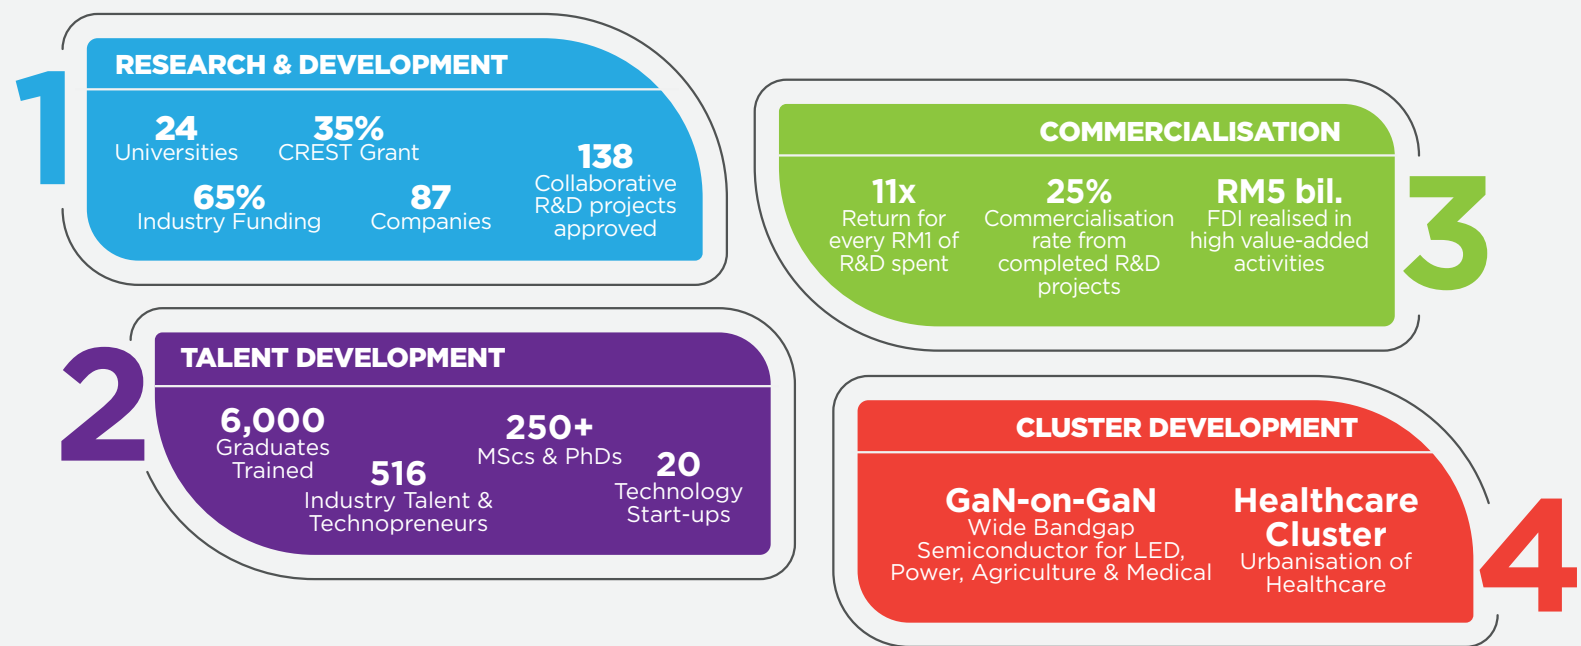 1
RESEARCH & DEVELOPMENT
24
Universities
35%
CREST Grant
65%
Industry Funding
87
Companies
138
Collaborative
R&D projects
approved
2
TALENT DEVELOPMENT
6,000
Graduates
Trained
516
Industry Talent &
Technopreneurs
250+
MScs & PhDs
20
Technology
Start-ups
3
COMMERCIALISATION
11x
Return for
every RM1 of
R&D spent
25%
Commercialisation
rate from
completed R&D
projects
RM5 bil.
FDI realised in
high value-added
activities
4
CLUSTER DEVELOPMENT
GaN-on-GaN
Wide Bandgap
Semiconductor for LED,
Power, Agriculture & Medical
Healthcare
Cluster
Urbanisation of
Healthcare